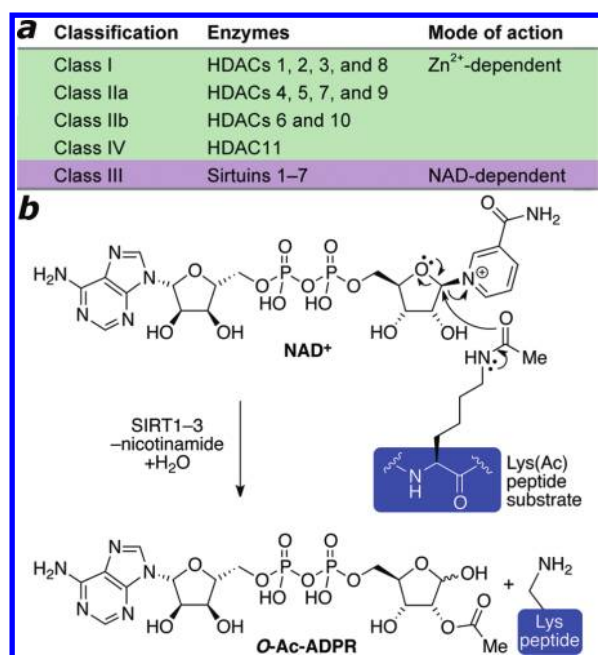 a Classification Enzymes Mode of action
Class I HDACs 1, 2, 3, and 8 Zn²⁺-dependent
Class IIa HDACs 4, 5, 7, and 9
Class IIb HDACs 6 and 10
Class IV HDAC11
Class III Sirtuins 1–7 NAD-dependent
b
O NH₂
N N O O O N⁺
H₂N N O O P O P O O
N N HO HO
HO OH HO OH O
NAD⁺
HN Me
SIRT1–3
–nicotinamide
+H₂O
Lys(Ac)
peptide
substrate
N
H O
N N O O O
H₂N N O O P O P O O OH NH₂
N N HO HO +
HO OH HO O O
Me
Lys
peptide
O-Ac-ADPR